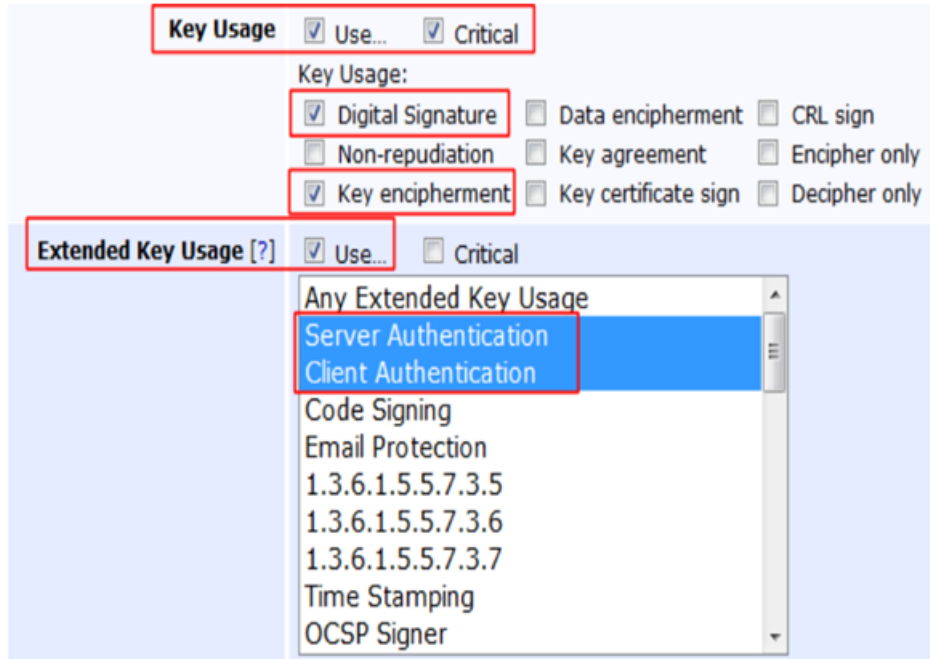 Key Usage Use... Critical
Key Usage:
Digital Signature Data encipherment CRL sign
Non-repudiation Key agreement Encipher only
Key encipherment Key certificate sign Decipher only
Extended Key Usage [?] Use... Critical
Any Extended Key Usage
Server Authentication
Client Authentication
Code Signing
Email Protection
1.3.6.1.5.5.7.3.5
1.3.6.1.5.5.7.3.6
1.3.6.1.5.5.7.3.7
Time Stamping
OCSP Signer